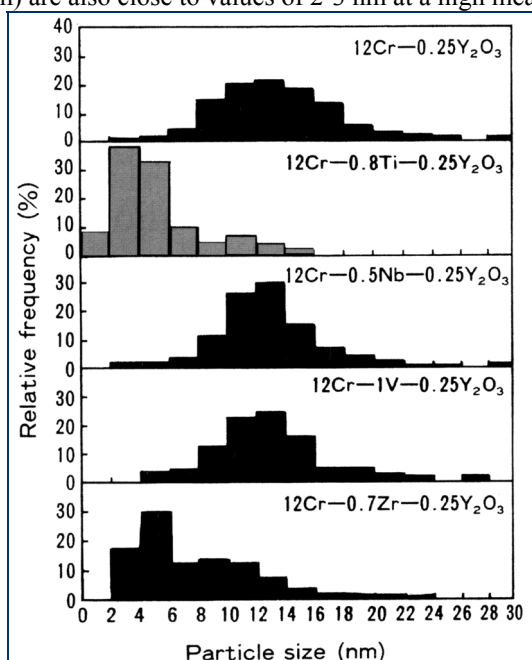 n) are also close to values of 2-3 nm at a high
12Cr—0.25Y₂O₃
12Cr—0.8Ti—0.25Y₂O₃
12Cr—0.5Nb—0.25Y₂O₃
12Cr—1V—0.25Y₂O₃
12Cr—0.7Zr—0.25Y₂O₃
Relative frequency (%)
40
30
20
10
0
30
20
10
0
30
20
10
0
30
20
10
0
30
20
10
0
0 2 4 6 8 10 12 14 16 18 20 22 24 26 28 30
Particle size (nm)